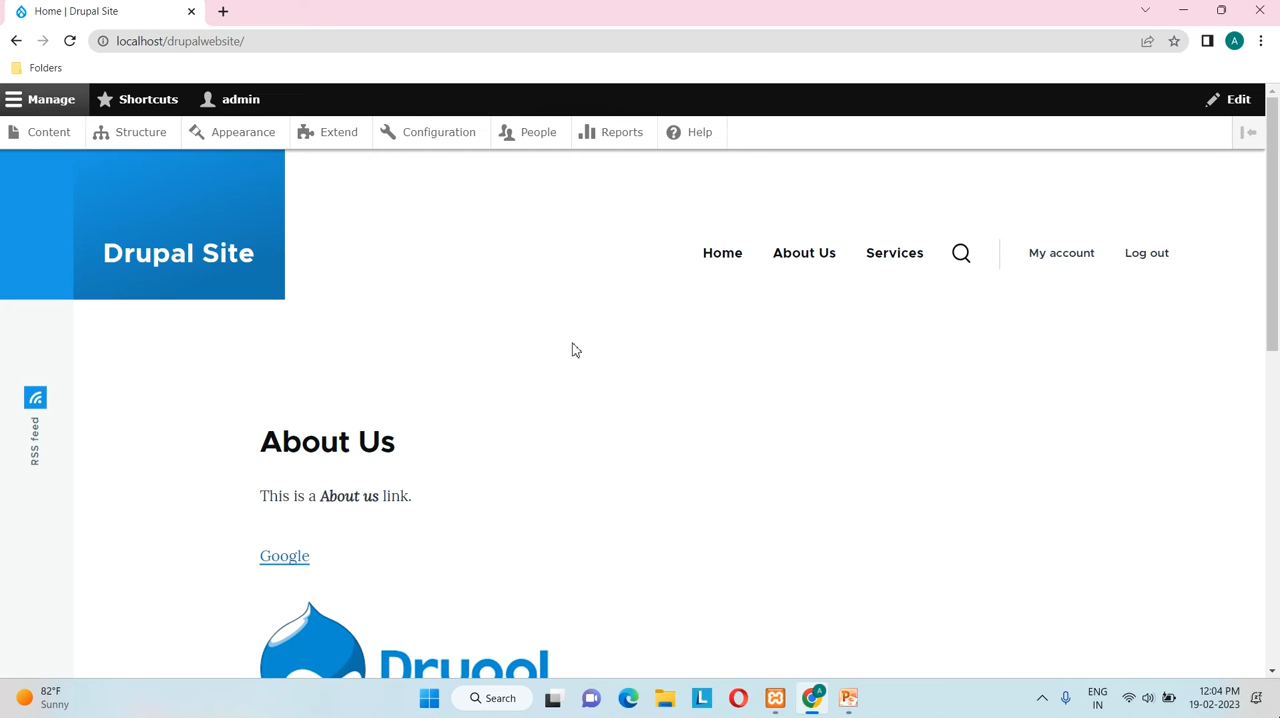 Home | Drupal Site
localhost/drupalwebsite/
A
Folders
Manage Shortcuts admin Edit
Content Structure Appearance Extend Configuration People Reports Help
Drupal Site
Home About Us Services My account Log out
RSS feed
About Us
This is a About us link.
Google
Drupal
82°F
Sunny
Search
ENG
IN
12:04 PM
19-02-2023